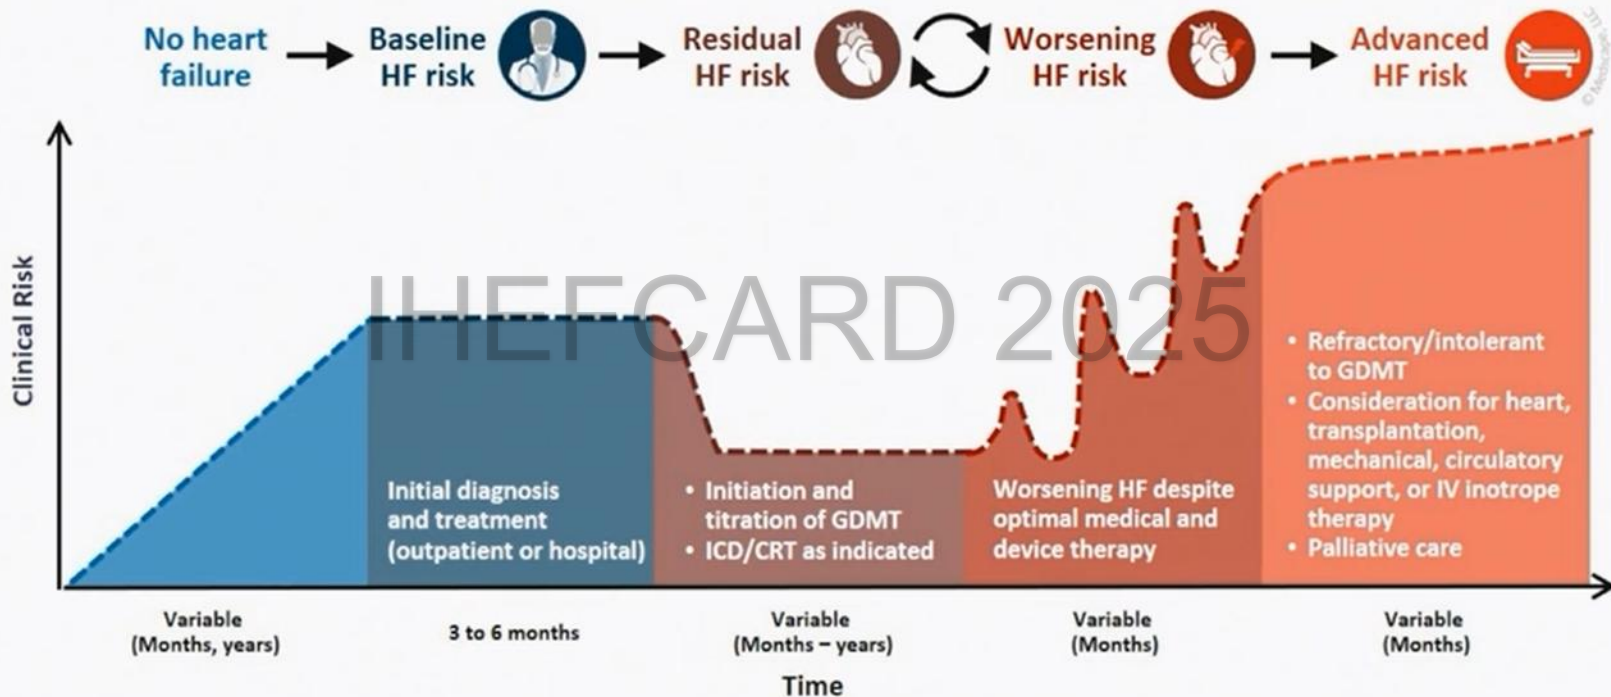 No heart
failure
Baseline
HF risk
Residual
HF risk
Worsening
HF risk
Advanced
HF risk
Clinical Risk
IHEFCARD 2025
Initial diagnosis
and treatment
(outpatient or hospital)
• Initiation and
titration of GDMT
• ICD/CRT as indicated
Worsening HF despite
optimal medical and
device therapy
• Refractory/intolerant
to GDMT
• Consideration for heart,
transplantation,
mechanical, circulatory
support, or IV inotrope
therapy
• Palliative care
Variable
(Months, years)
3 to 6 months
Variable
(Months – years)
Variable
(Months)
Variable
(Months)
Time